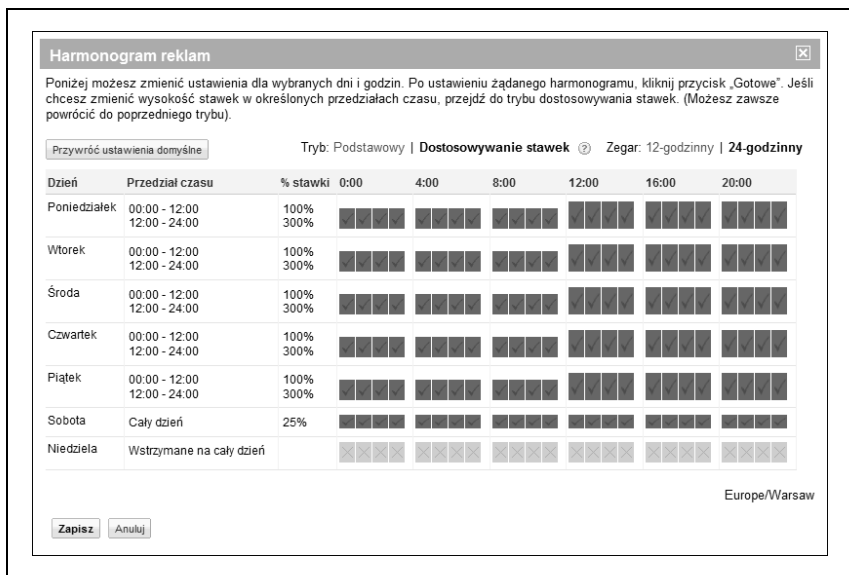 Harmonogram reklam
Poniżej możesz zmienić ustawienia dla wybranych dni i godzin. Po ustawieniu żądanego harmonogramu, kliknij przycisk „Gotowe”. Jeśli
chcesz zmienić wysokość stawek w określonych przedziałach czasu, przejdź do trybu dostosowywania stawek. (Możesz zawsze
powrócić do poprzedniego trybu).
Przywróć ustawienia domyślne Tryb: Podstawowy | Dostosowywanie stawek ? Zegar: 12-godzinny | 24-godzinny
Dzień Przedział czasu % stawki 0:00 4:00 8:00 12:00 16:00 20:00
Poniedziałek 00:00 - 12:00 100%
12:00 - 24:00 300%
Wtorek 00:00 - 12:00 100%
12:00 - 24:00 300%
Środa 00:00 - 12:00 100%
12:00 - 24:00 300%
Czwartek 00:00 - 12:00 100%
12:00 - 24:00 300%
Piątek 00:00 - 12:00 100%
12:00 - 24:00 300%
Sobota Cały dzień 25%
Niedziela Wstrzymane na cały dzień
Europe/Warsaw
Zapisz Anuluj